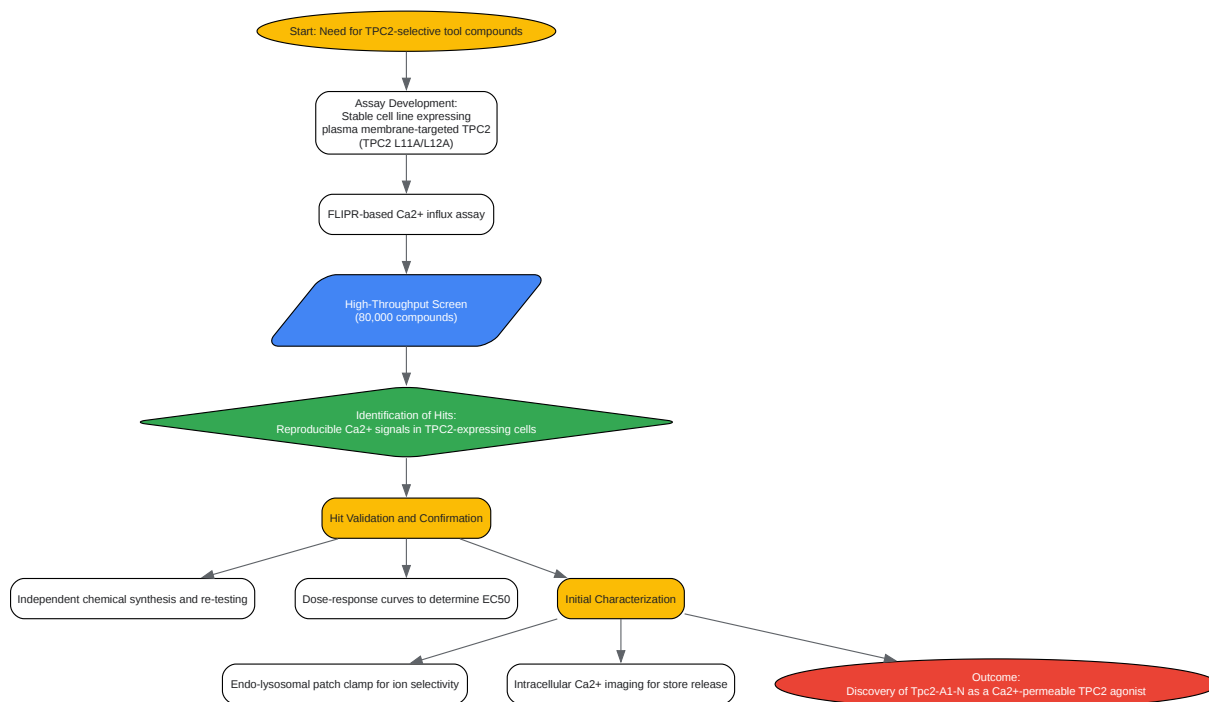 Start: Need for TPC2-selective tool compounds
Assay Development:
Stable cell line expressing
plasma membrane-targeted TPC2
(TPC2 L11A/L12A)
FLIPR-based Ca2+ influx assay
High-Throughput Screen
(80,000 compounds)
Identification of Hits:
Reproducible Ca2+ signals in TPC2-expressing cells
Hit Validation and Confirmation
Independent chemical synthesis and re-testing
Dose-response curves to determine EC50
Initial Characterization
Endo-lysosomal patch clamp for ion selectivity
Intracellular Ca2+ imaging for store release
Outcome:
Discovery of Tpc2-A1-N as a Ca2+-permeable TPC2 agonist